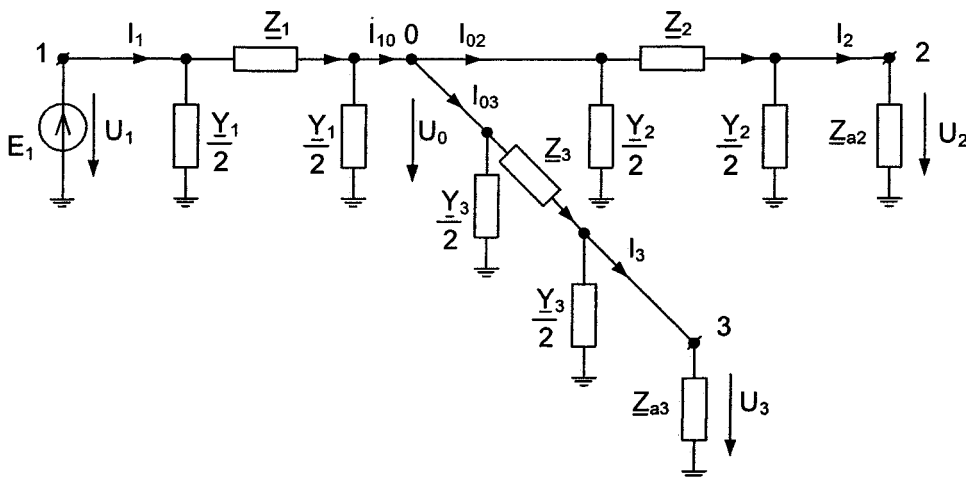 1 I1 Z1 I10 0 I02 Z2 I2 2
I03
E1 U1 Y1/2 Y1/2 U0 Z3 Y2/2 Y2/2 Za2 U2
Y3/2
I3
Y3/2
3
Za3 U3